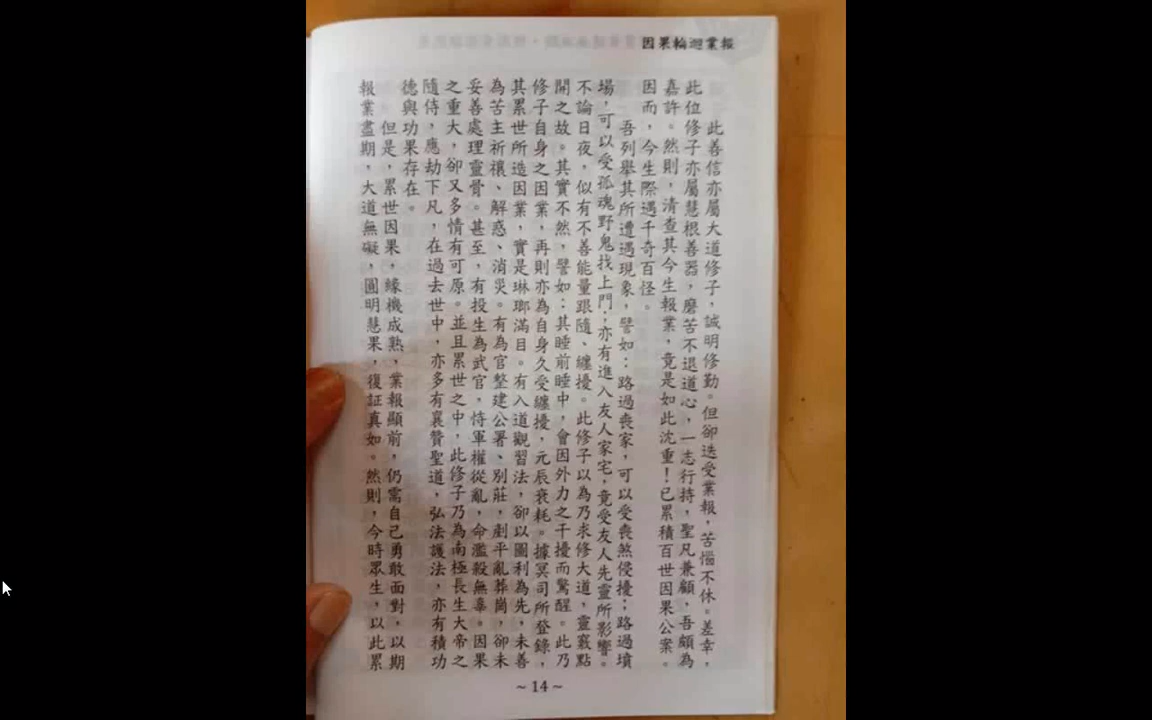 因果輪迴業報
此善信亦屬大道修子，誠明修勤。但卻迭受業報，苦惱不休。差幸，
此位修子亦屬慧根善器，磨苦不退道心，一志行持，聖凡兼顧，吾頗為
嘉許。然則，清查其今生報業，竟是如此沈重！已累積百世因果公案。
因而，今生際遇千奇百怪。
吾列舉其所遭遇現象，譬如：路過喪家，可以受喪煞侵擾；路過墳
場，可以受孤魂野鬼找上門；亦有進入友人家宅，竟受友人先靈所影響。
不論日夜，似有不善能量跟隨、纏擾。此修子以為乃求修大道，靈竅點
開之故。其實不然，譬如：其睡前睡中，會因外力之干擾而驚醒。此乃
修子自身之因業，再則亦為自身久受纏擾，元辰衰耗。據冥司所登錄，
其累世所造因業，實是琳瑯滿目。有入道觀習法，卻以圖利為先，未善
為苦主祈禳、解惑、消災。有為官整建公署、別莊，剷平亂葬崗，卻未
妥善處理靈骨。甚至，有投生為武官，恃軍權從亂，命濫殺無辜。因果
之重大，卻又多情有可原。並且累世之中，此修子乃為南極長生大帝之
隨侍，應劫下凡，在過去世中，亦多有襄贊聖道，弘法護法，亦有積功
德與功果存在。
但是，累世因果，緣機成熟，業報顯前，仍需自己勇敢面對，以期
報業盡期，大道無礙，圓明慧果，復証真如。然則，今時眾生，以此累
~14~